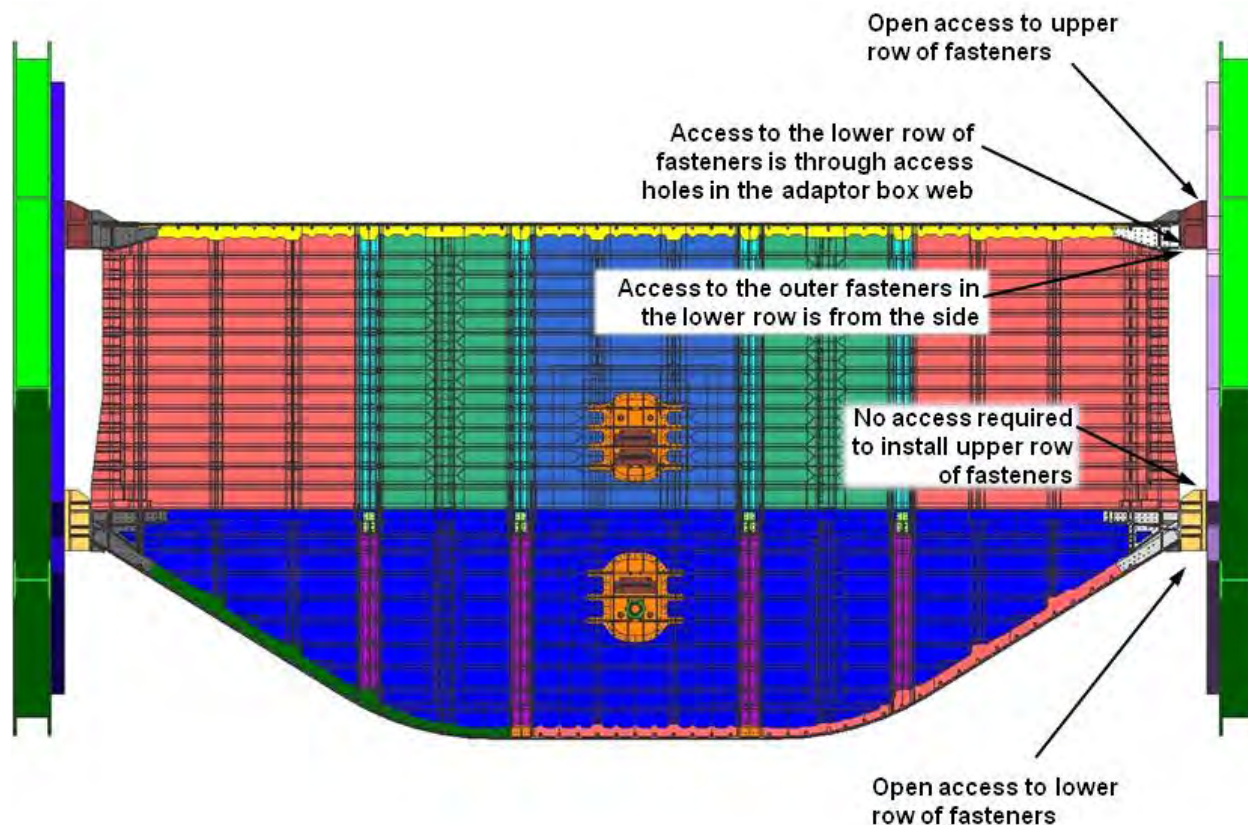 Open access to upper
row of fasteners
Access to the lower row of
fasteners is through access
holes in the adaptor box web
Access to the outer fasteners in
the lower row is from the side
No access required
to install upper row
of fasteners
Open access to lower
row of fasteners